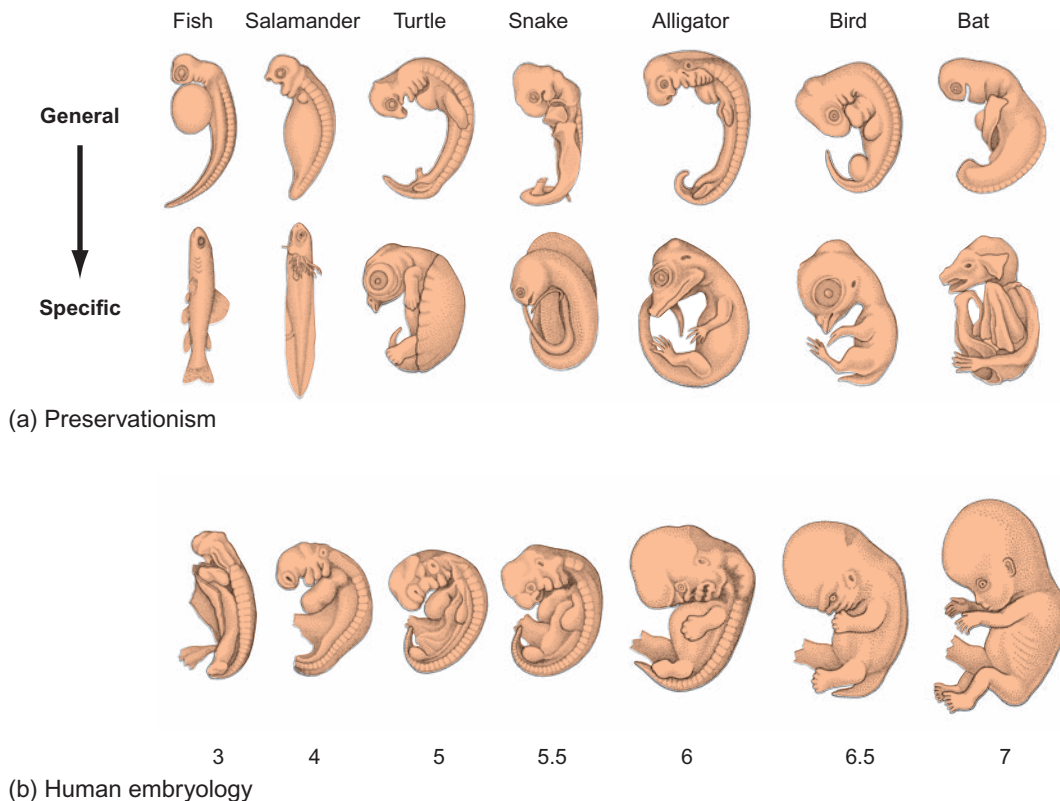 Fish Salamander Turtle Snake Alligator Bird Bat
General
Specific
(a) Preservationism
3 4 5 5.5 6 6.5 7
(b) Human embryology